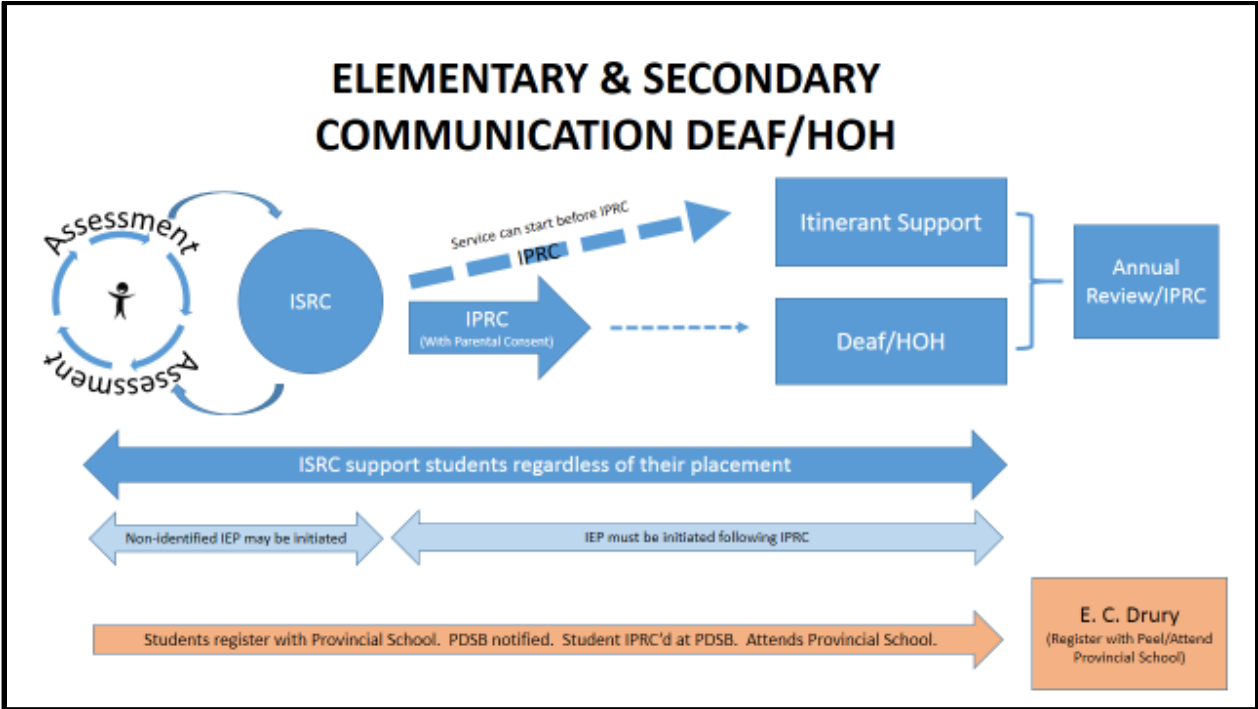 ELEMENTARY & SECONDARY
COMMUNICATION DEAF/HOH
Assessment
Assessment
ISRC
Service can start before IPRC
IPRC
IPRC
(With Parental Consent)
Itinerant Support
Deaf/HOH
Annual
Review/IPRC
ISRC support students regardless of their placement
Non-identified IEP may be initiated
IEP must be initiated following IPRC
Students register with Provincial School.  PDSB notified.  Student IPRC'd at PDSB.  Attends Provincial School.
E. C. Drury
(Register with Peel/Attend
Provincial School)